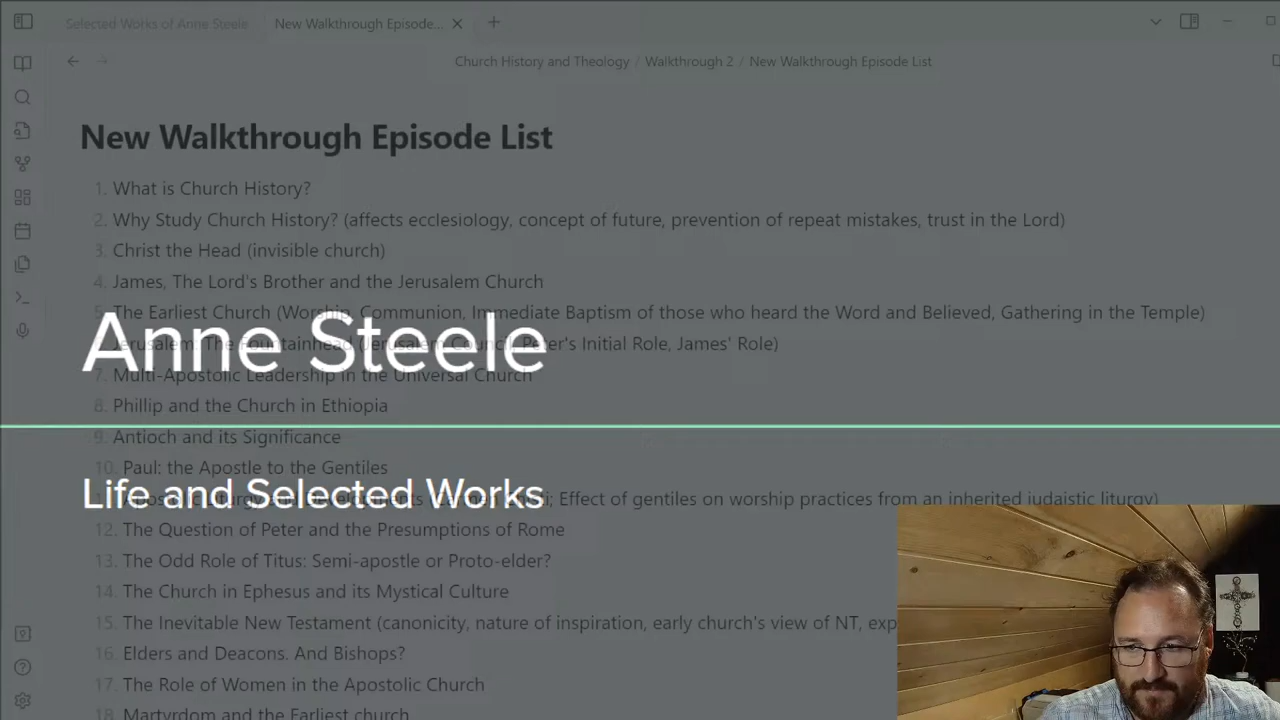 Selected Works of Anne Steele
New Walkthrough Episode...
Church History and Theology / Walkthrough 2 / New Walkthrough Episode List
New Walkthrough Episode List
1. What is Church History?
2. Why Study Church History? (affects ecclesiology, concept of future, prevention of repeat mistakes, trust in the Lord)
3. Christ the Head (invisible church)
4. James, The Lord's Brother and the Jerusalem Church
5. The Earliest Church (Worship, Communion, Immediate Baptism of those who heard the Word and Believed, Gathering in the Temple)
Anne Steele
Jerusalem: The Fountainhead (Jerusalem Council, Peter's Initial Role, James' Role)
7. Multi-Apostolic Leadership in the Universal Church
8. Phillip and the Church in Ethiopia
9. Antioch and its Significance
10. Paul: the Apostle to the Gentiles
Life and Selected Works
Effect of gentiles on worship practices from an inherited judaistic liturgy)
12. The Question of Peter and the Presumptions of Rome
13. The Odd Role of Titus: Semi-apostle or Proto-elder?
14. The Church in Ephesus and its Mystical Culture
15. The Inevitable New Testament (canonicity, nature of inspiration, early church's view of NT, exp
16. Elders and Deacons. And Bishops?
17. The Role of Women in the Apostolic Church
18. Martyrdom and the Earliest church